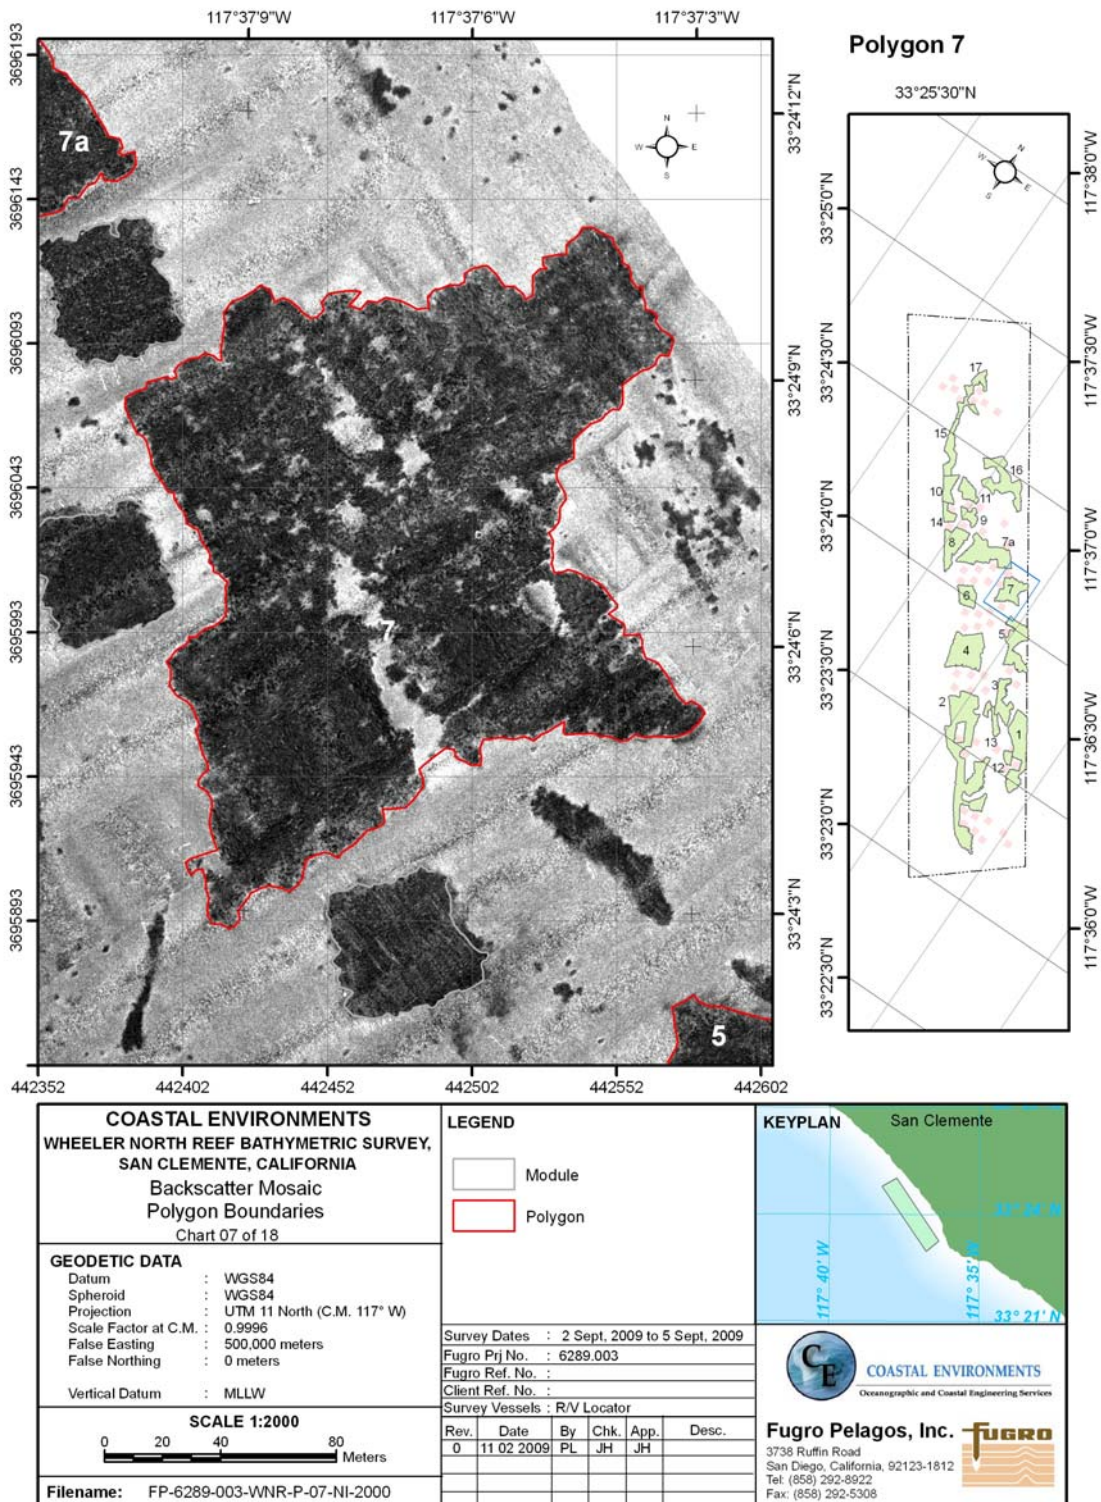 117°37'9"W
117°37'6"W
117°37'3"W
3696193
3696143
3696093
3696043
3695993
3695943
3695893
33°24'12"N
33°24'9"N
33°24'6"N
33°24'3"N
442352
442402
442452
442502
442552
442602
7a
7
5
N
W
E
S
Polygon 7
33°25'30"N
33°25'0"N
33°24'30"N
33°24'0"N
33°23'30"N
33°23'0"N
33°22'30"N
117°38'0"W
117°37'30"W
117°37'0"W
117°36'30"W
117°36'0"W
N
W
E
S
17
15
16
10
11
14
9
8
7a
7
6
5
4
3
2
1
13
12
COASTAL ENVIRONMENTS
WHEELER NORTH REEF BATHYMETRIC SURVEY,
SAN CLEMENTE, CALIFORNIA
Backscatter Mosaic
Polygon Boundaries
Chart 07 of 18
GEODETIC DATA
Datum : WGS84
Spheroid : WGS84
Projection : UTM 11 North (C.M. 117° W)
Scale Factor at C.M. : 0.9996
False Easting : 500,000 meters
False Northing : 0 meters
Vertical Datum : MLLW
SCALE 1:2000
0 20 40 80
Meters
Filename: FP-6289-003-WNR-P-07-NI-2000
LEGEND
Module
Polygon
Survey Dates : 2 Sept, 2009 to 5 Sept, 2009
Fugro Prj No. : 6289.003
Fugro Ref. No. :
Client Ref. No. :
Survey Vessels : R/V Locator
Rev. Date By Chk. App. Desc.
0 11 02 2009 PL JH JH
KEYPLAN
San Clemente
33° 24' N
117° 40' W
117° 35' W
33° 21' N
CE
COASTAL ENVIRONMENTS
Oceanographic and Coastal Engineering Services
Fugro Pelagos, Inc.
3738 Ruffin Road
San Diego, California, 92123-1812
Tel: (858) 292-8922
Fax: (858) 292-5308
FUGRO